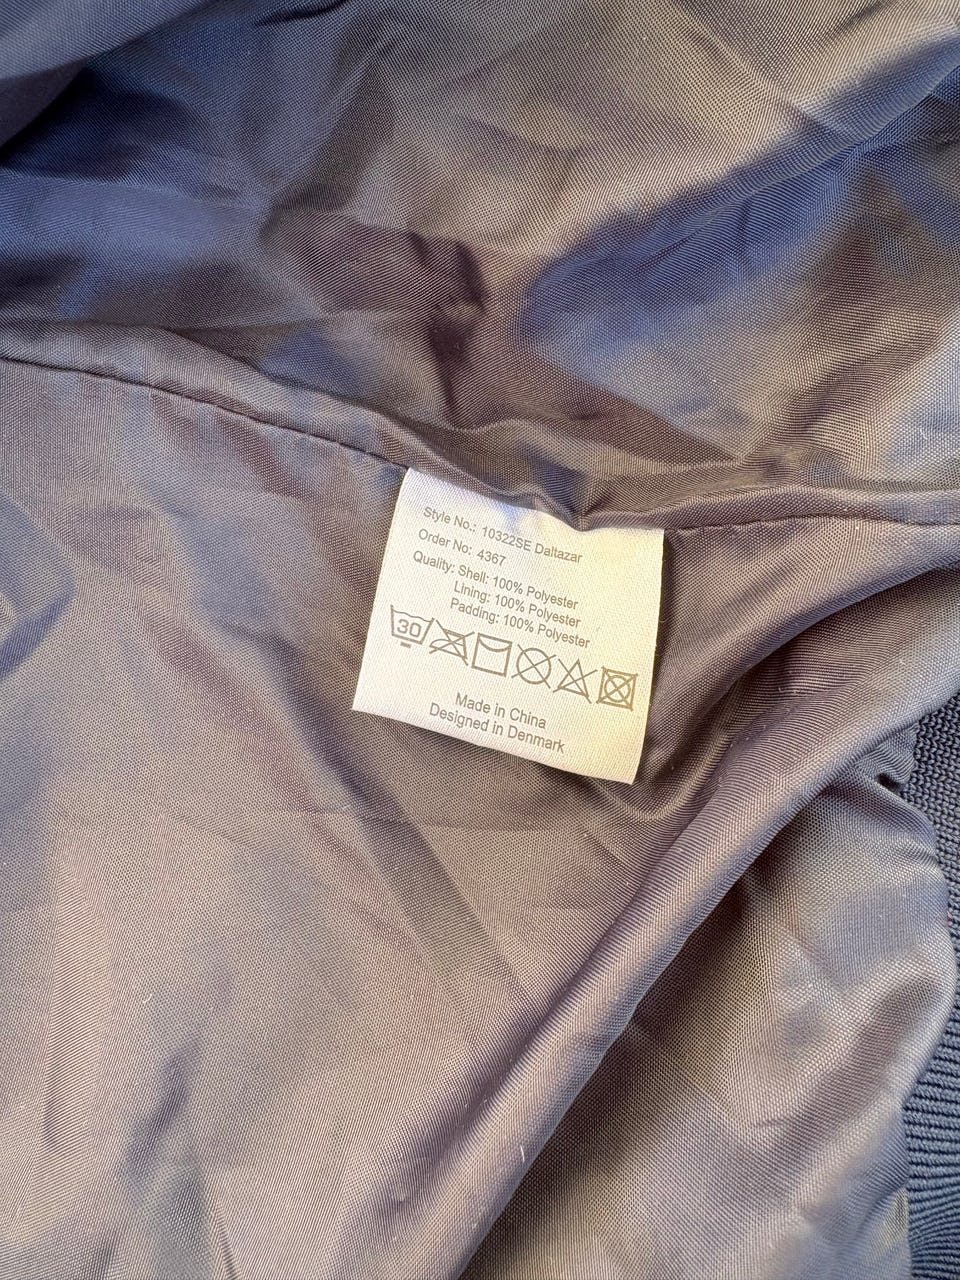 Style No.: 10322SE Daltazar
Order No: 4367
Quality: Shell: 100% Polyester
Lining: 100% Polyester
Padding: 100% Polyester
30
Made in China
Designed in Denmark